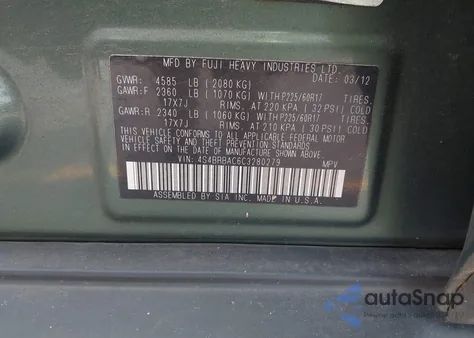 MFD BY FUJI HEAVY INDUSTRIES LTD.
DATE: 03/12
GVWR: 4585 LB (2080 KG)
GAWR:F 2360 LB (1070 KG) WITH P225/60R17 TIRES,
17X7J RIMS, AT 220 KPA (32 PSI) COLD
GAWR:R 2340 LB (1060 KG) WITH P225/60R17 TIRES,
17X7J RIMS, AT 210 KPA (30 PSI) COLD
THIS VEHICLE CONFORMS TO ALL APPLICABLE FEDERAL MOTOR VEHICLE
SAFETY, BUMPER AND THEFT PREVENTION STANDARDS IN EFFECT
ON THE DATE OF MANUFACTURE SHOWN ABOVE.
VIN: 4S4BRBAC6C3280279 MPV
ASSEMBLED BY SIA INC. MADE IN U.S.A.
autoSnap